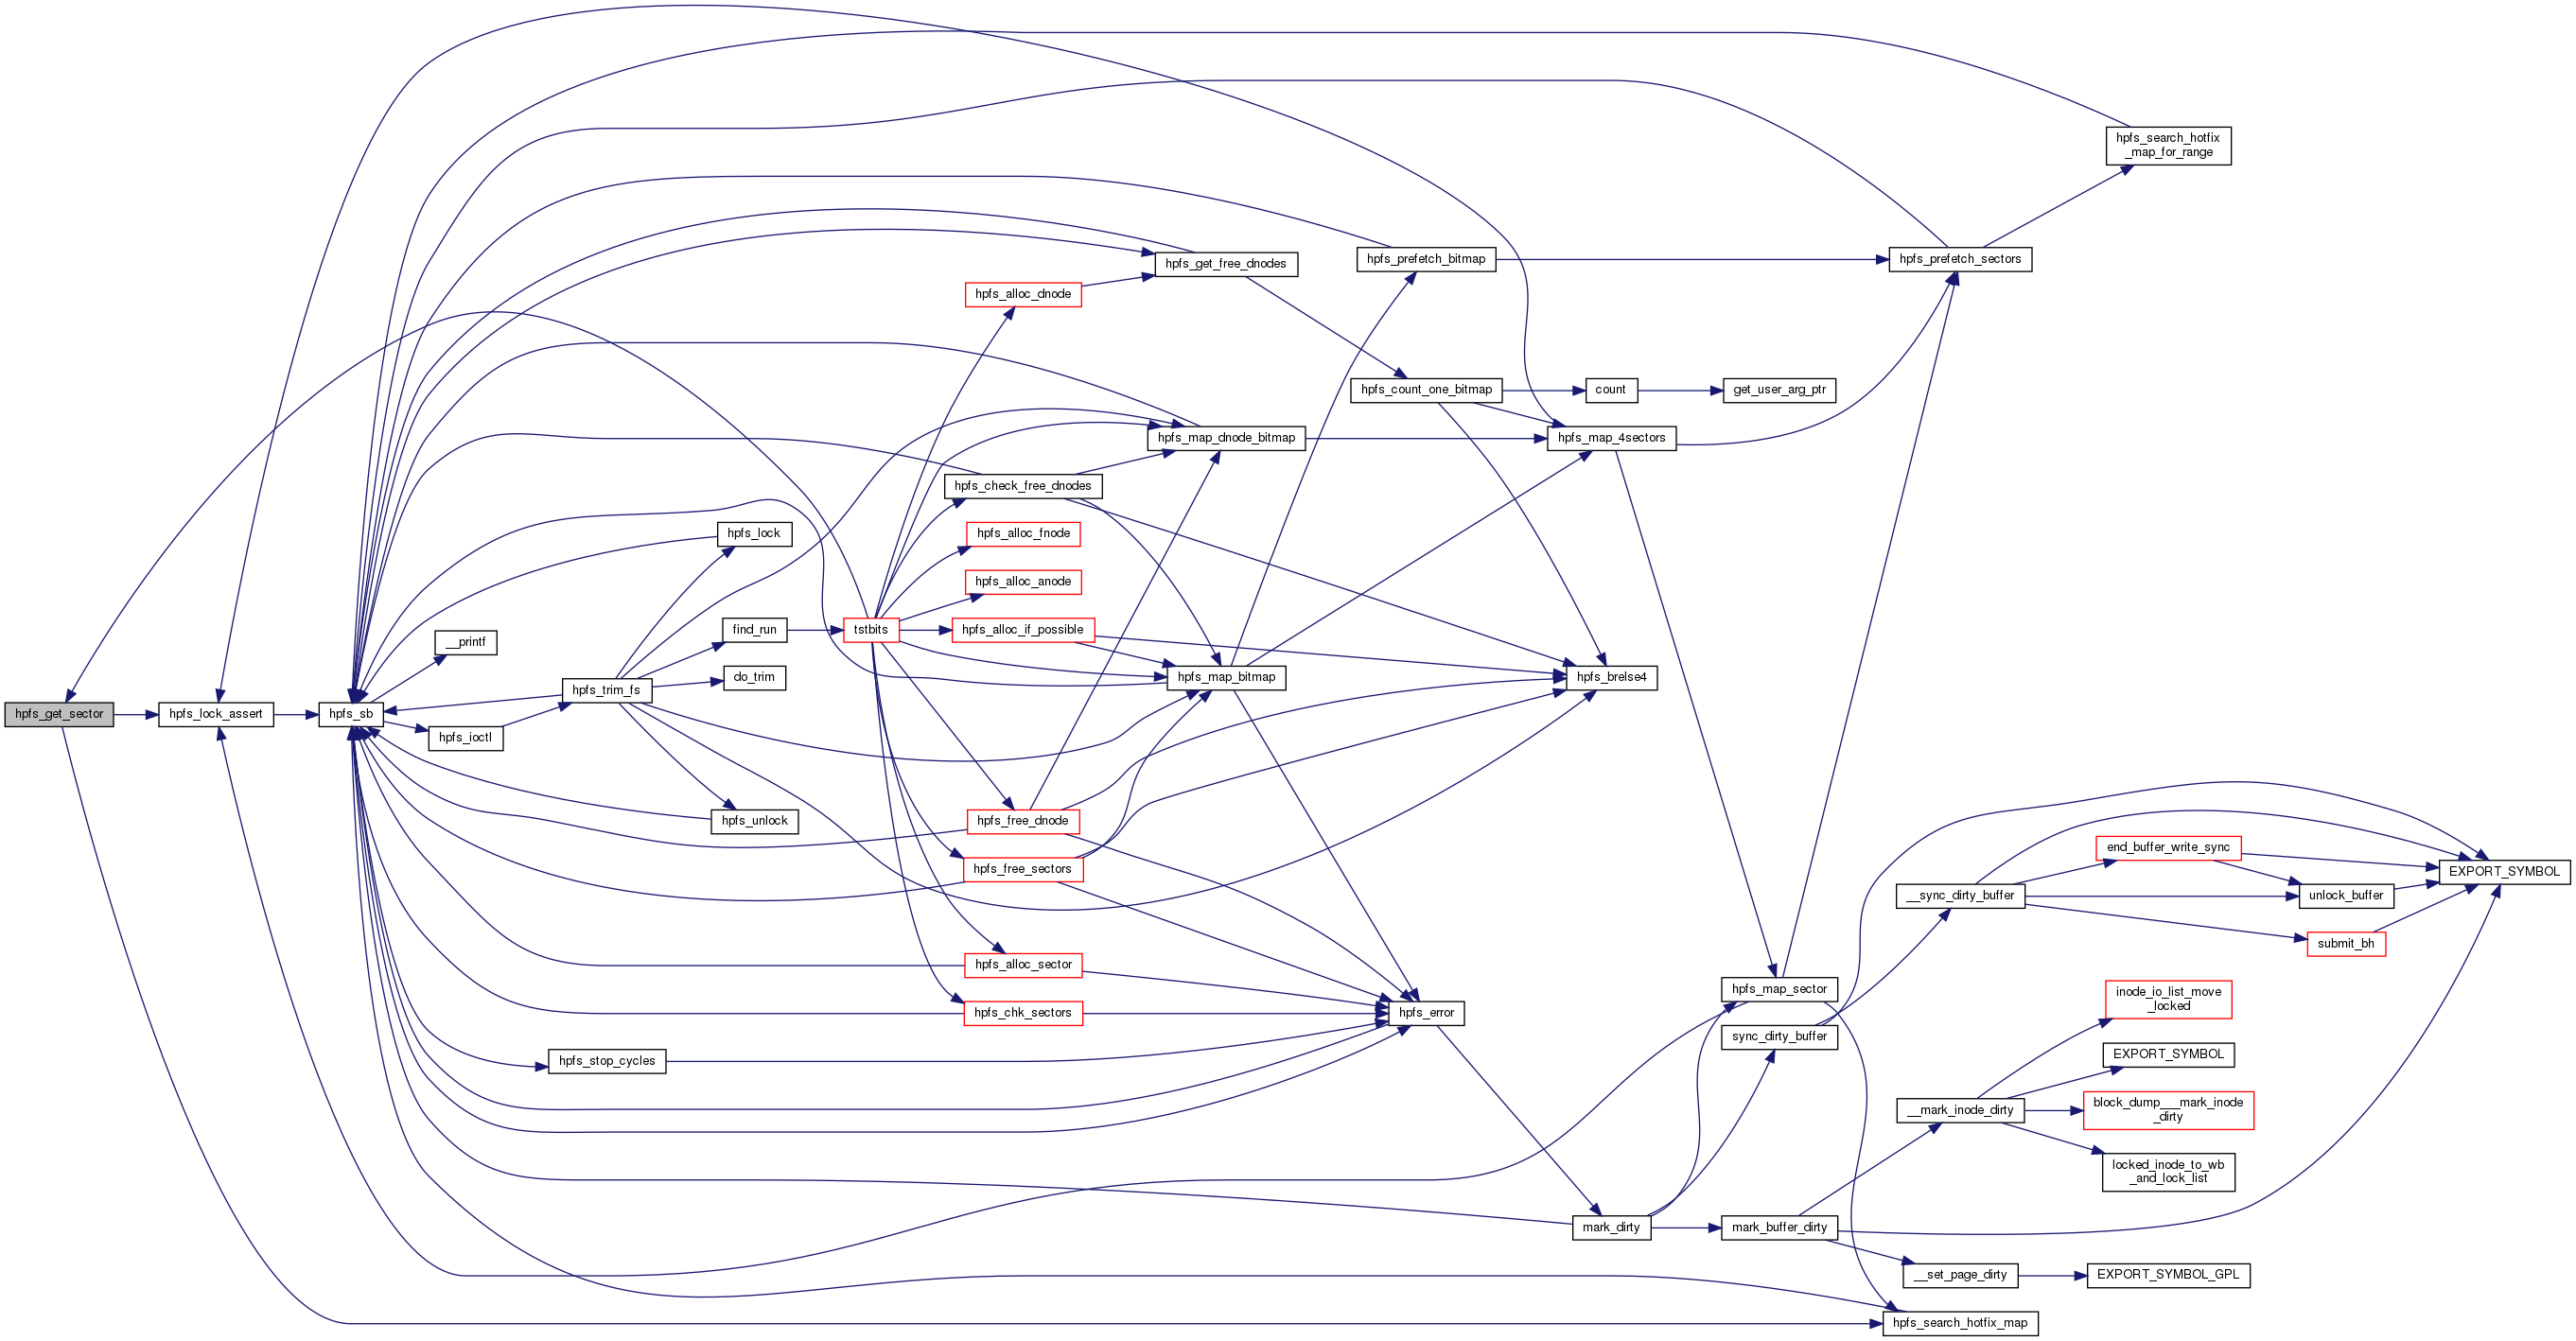 hpfs_search_hotfix
_map_for_range
hpfs_get_free_dnodes
hpfs_prefetch_bitmap
hpfs_prefetch_sectors
hpfs_alloc_dnode
hpfs_count_one_bitmap
count
get_user_arg_ptr
hpfs_map_dnode_bitmap
hpfs_map_4sectors
hpfs_check_free_dnodes
hpfs_lock
hpfs_alloc_fnode
hpfs_alloc_anode
__printf
find_run
tstbits
hpfs_alloc_if_possible
do_trim
hpfs_map_bitmap
hpfs_brelse4
hpfs_trim_fs
hpfs_get_sector
hpfs_lock_assert
hpfs_sb
hpfs_ioctl
hpfs_unlock
hpfs_free_dnode
hpfs_free_sectors
end_buffer_write_sync
EXPORT_SYMBOL
__sync_dirty_buffer
unlock_buffer
submit_bh
hpfs_alloc_sector
hpfs_map_sector
inode_io_list_move
_locked
hpfs_chk_sectors
hpfs_error
sync_dirty_buffer
EXPORT_SYMBOL
hpfs_stop_cycles
__mark_inode_dirty
block_dump___mark_inode
_dirty
locked_inode_to_wb
_and_lock_list
mark_dirty
mark_buffer_dirty
__set_page_dirty
EXPORT_SYMBOL_GPL
hpfs_search_hotfix_map